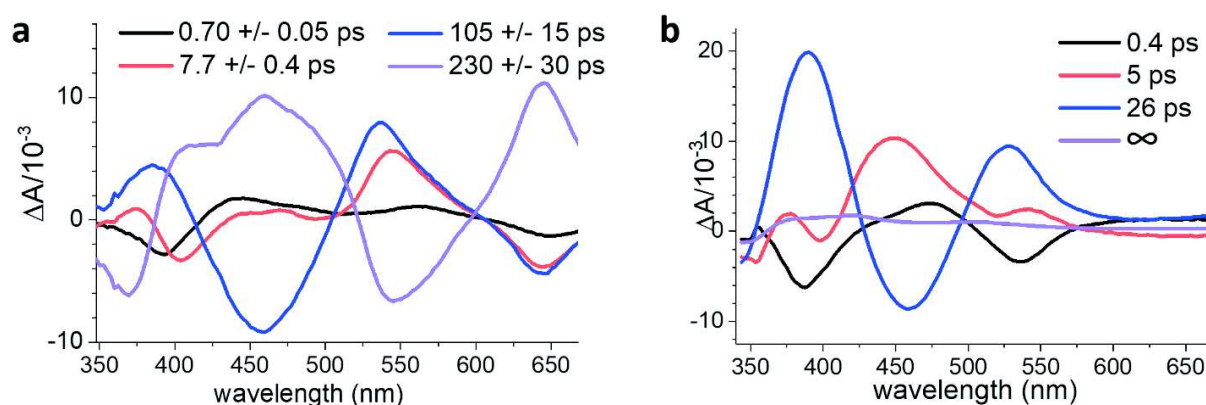 a
0.70 +/- 0.05 ps 105 +/- 15 ps
7.7 +/- 0.4 ps 230 +/- 30 ps
ΔA/10-3
10
0
-10
350 400 450 500 550 600 650
wavelength (nm)
b
0.4 ps
5 ps
26 ps
∞
ΔA/10-3
20
10
0
-10
350 400 450 500 550 600 650
wavelength (nm)